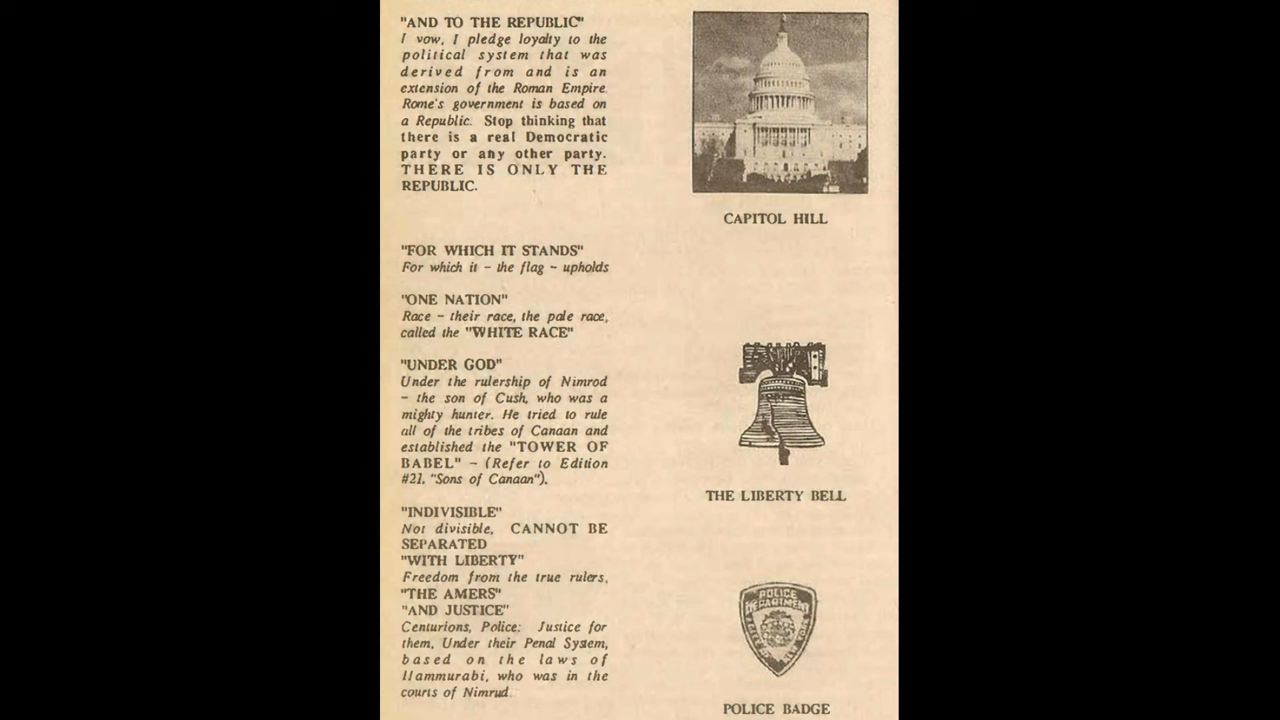 "AND TO THE REPUBLIC"
I vow, I pledge loyalty to the
political system that was
derived from and is an
extension of the Roman Empire.
Rome's government is based on
a Republic. Stop thinking that
there is a real Democratic
party or any other party.
THERE IS ONLY THE
REPUBLIC.
CAPITOL HILL
"FOR WHICH IT STANDS"
For which it - the flag - upholds
"ONE NATION"
Race - their race, the pale race,
called the "WHITE RACE"
"UNDER GOD"
Under the rulership of Nimrod
- the son of Cush, who was a
mighty hunter. He tried to rule
all of the tribes of Canaan and
established the "TOWER OF
BABEL" - (Refer to Edition
#21, "Sons of Canaan").
THE LIBERTY BELL
"INDIVISIBLE"
Not divisible, CANNOT BE
SEPARATED
"WITH LIBERTY"
Freedom from the true rulers,
"THE AMERS"
"AND JUSTICE"
Centurions, Police; Justice for
them, Under their Penal System,
based on the laws of
Hammurabi, who was in the
courts of Nimrud.
POLICE
DEPARTMENT
NEW YORK
POLICE BADGE